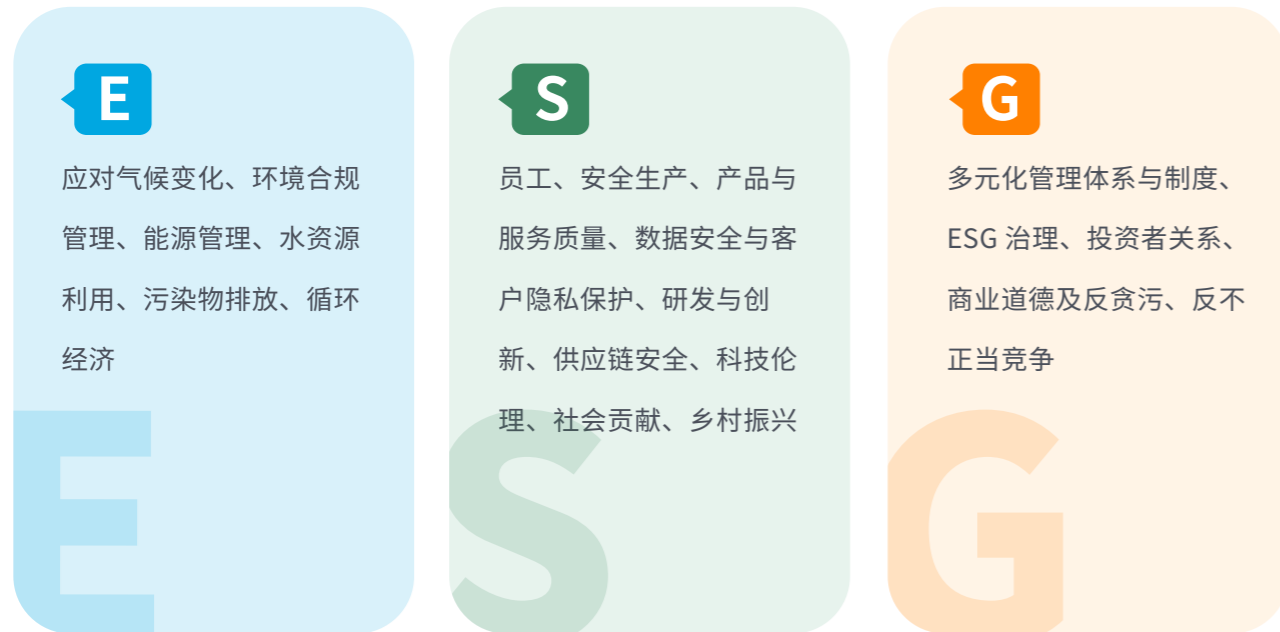 E
应对气候变化、环境合规
管理、能源管理、水资源
利用、污染物排放、循环
经济
E
S
员工、安全生产、产品与
服务质量、数据安全与客
户隐私保护、研发与创
新、供应链安全、科技伦
理、社会贡献、乡村振兴
S
G
多元化管理体系与制度、
ESG 治理、投资者关系、
商业道德及反贪污、反不
正当竞争
G